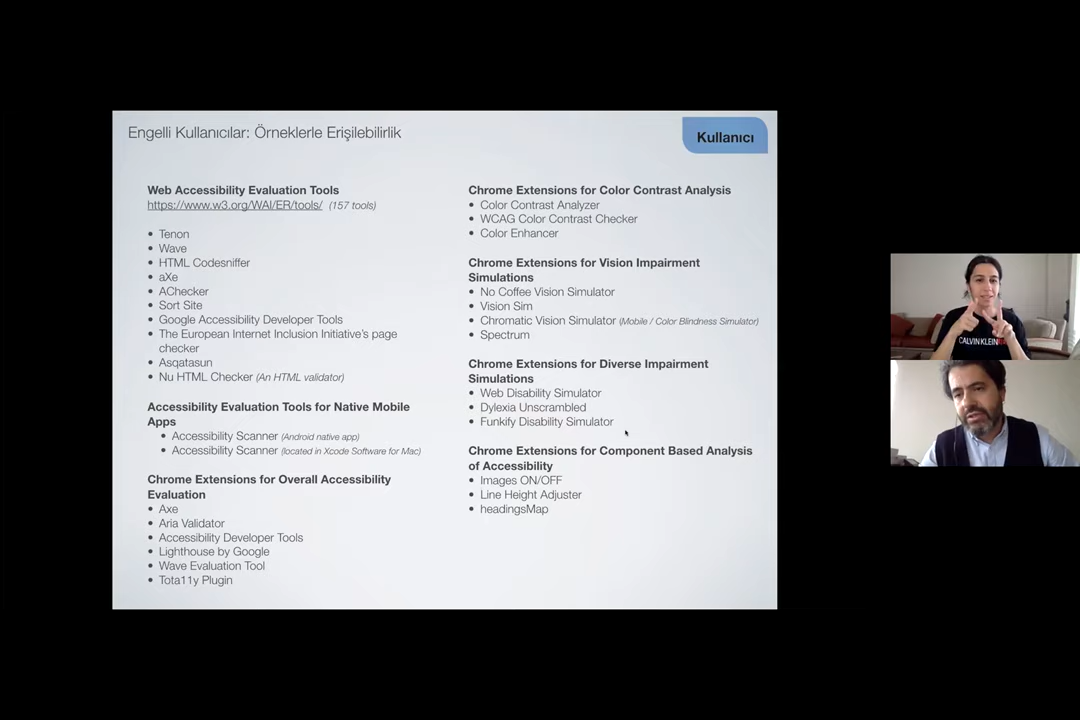 Engelli Kullanıcılar: Örneklerle Erişilebilirlik
Kullanıcı
Web Accessibility Evaluation Tools
https://www.w3.org/WAI/ER/tools/ (157 tools)
• Tenon
• Wave
• HTML Codesniffer
• aXe
• AChecker
• Sort Site
• Google Accessibility Developer Tools
• The European Internet Inclusion Initiative's page
checker
• Asqatasun
• Nu HTML Checker (An HTML validator)
Accessibility Evaluation Tools for Native Mobile
Apps
• Accessibility Scanner (Android native app)
• Accessibility Scanner (located in Xcode Software for Mac)
Chrome Extensions for Overall Accessibility
Evaluation
• Axe
• Aria Validator
• Accessibility Developer Tools
• Lighthouse by Google
• Wave Evaluation Tool
• Tota11y Plugin
Chrome Extensions for Color Contrast Analysis
• Color Contrast Analyzer
• WCAG Color Contrast Checker
• Color Enhancer
Chrome Extensions for Vision Impairment
Simulations
• No Coffee Vision Simulator
• Vision Sim
• Chromatic Vision Simulator (Mobile / Color Blindness Simulator)
• Spectrum
Chrome Extensions for Diverse Impairment
Simulations
• Web Disability Simulator
• Dylexia Unscrambled
• Funkify Disability Simulator
Chrome Extensions for Component Based Analysis
of Accessibility
• Images ON/OFF
• Line Height Adjuster
• headingsMap
CALVIN KLEIN